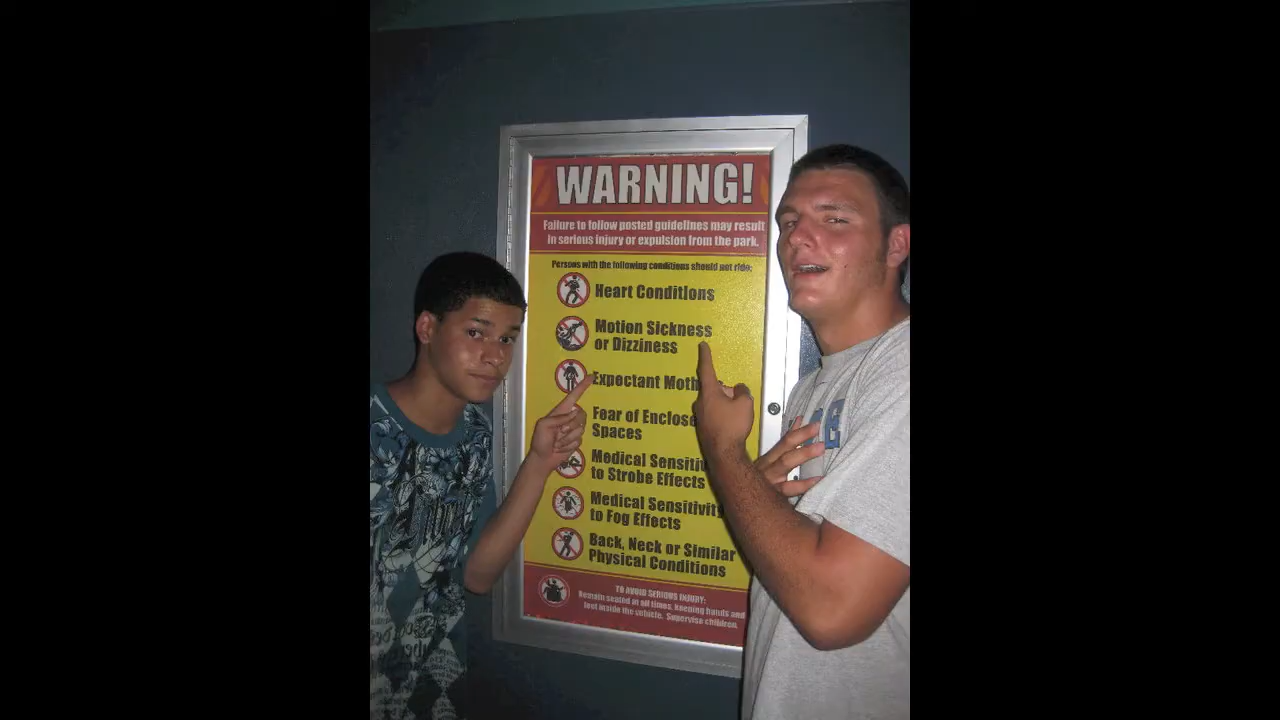 WARNING!
Failure to follow posted guidelines may result
in serious injury or expulsion from the park.
Persons with the following conditions should not ride:
Heart Conditions
Motion Sickness
or Dizziness
Expectant Moth
Fear of Enclose
Spaces
Medical Sensitiv
to Strobe Effects
Medical Sensitivity
to Fog Effects
Back, Neck or Similar
Physical Conditions
TO AVOID SERIOUS INJURY:
Remain seated at all times, keeping hands and
feet inside the vehicle. Supervise children.